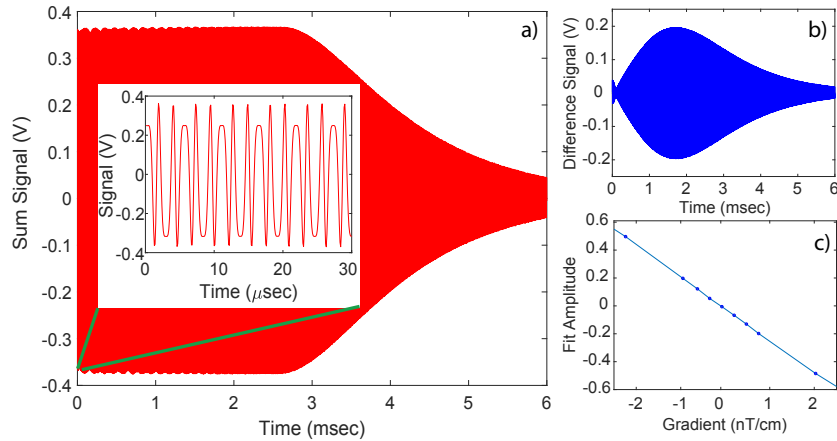 a)
Sum Signal (V)
0.4
0.3
0.2
0.1
0
-0.1
-0.2
-0.3
-0.4
0 1 2 3 4 5 6
Time (msec)
Signal (V)
0.4
0.2
0
-0.2
-0.4
0 10 20 30
Time (μsec)
b)
Difference Signal (V)
0.2
0.1
0
-0.1
-0.2
0 1 2 3 4 5 6
Time (msec)
c)
Fit Amplitude
0.6
0.4
0.2
0
-0.2
-0.4
-0.6
-2 -1 0 1 2
Gradient (nT/cm)